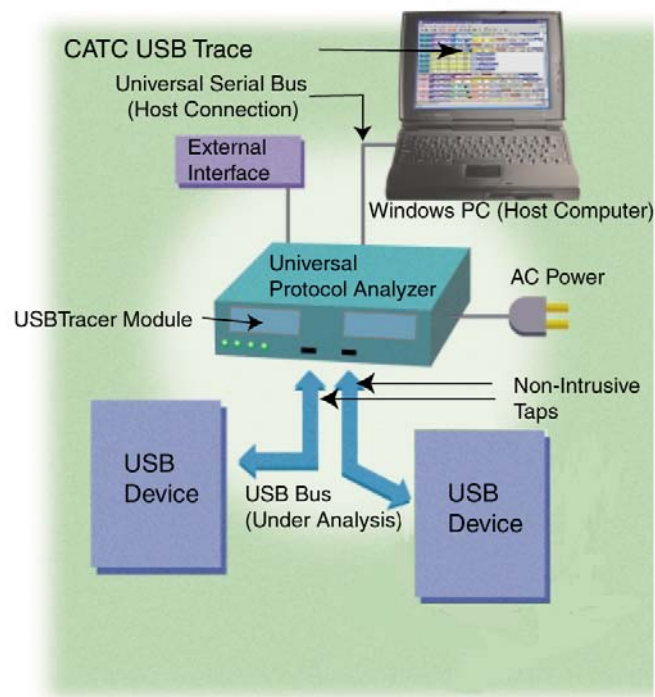 CATC USB Trace
Universal Serial Bus
(Host Connection)
External
Interface
Windows PC (Host Computer)
Universal
Protocol Analyzer
AC Power
USBTracer Module
Non-Intrusive
Taps
USB
Device
USB Bus
(Under Analysis)
USB
Device